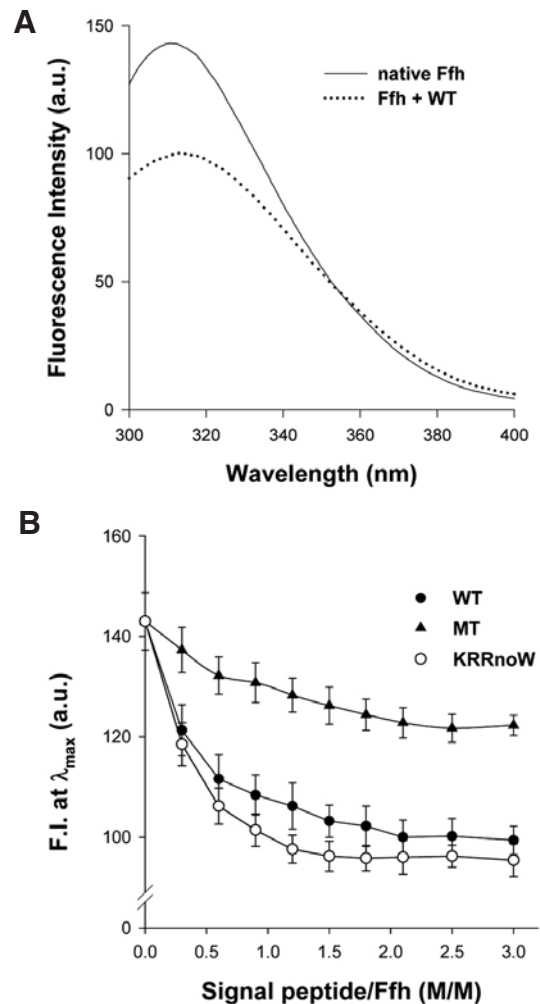 A
Fluorescence Intensity (a.u.)
150
100
50
0
native Ffh
Ffh + WT
300 320 340 360 380 400
Wavelength (nm)
B
F.I. at λmax (a.u.)
160
140
120
100
0
WT
MT
KRRnoW
0.0 0.5 1.0 1.5 2.0 2.5 3.0
Signal peptide/Ffh (M/M)